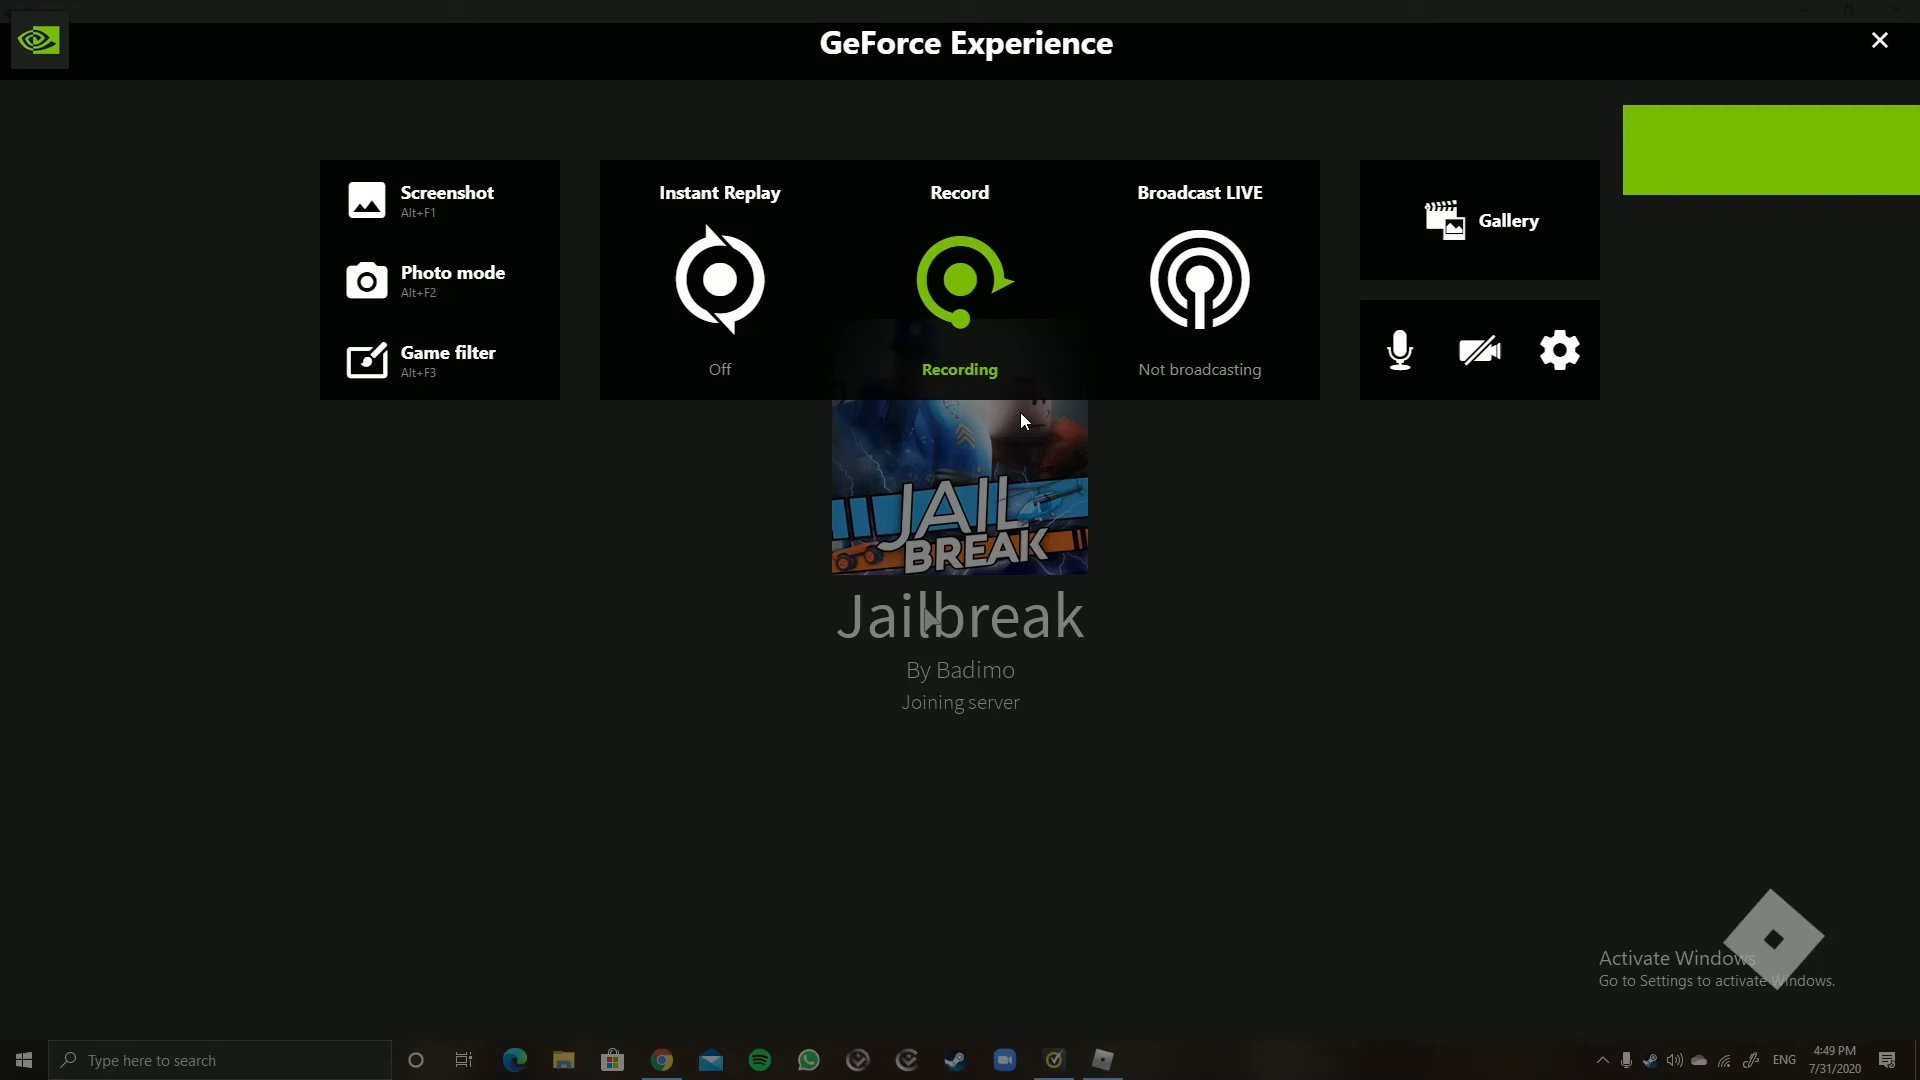 GeForce Experience
Screenshot
Alt+F1
Photo mode
Alt+F2
Game filter
Alt+F3
Instant Replay
Off
Record
Recording
Broadcast LIVE
Not broadcasting
Gallery
JAIL
BREAK
Jailbreak
By Badimo
Joining server
Activate Windows
Go to Settings to activate Windows.
Type here to search
ENG
4:49 PM
7/31/2020